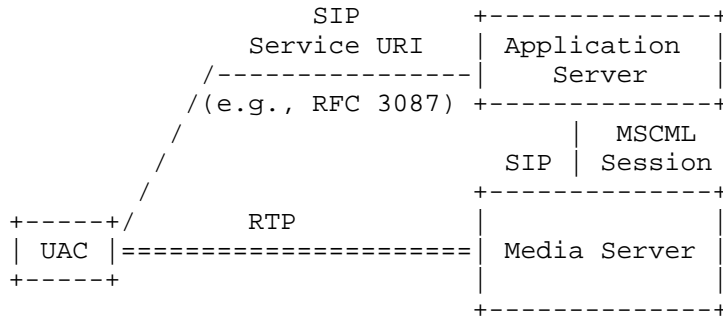 SIP
Service URI
Application
Server
(e.g., RFC 3087)
MSCML
SIP
Session
RTP
UAC
Media Server